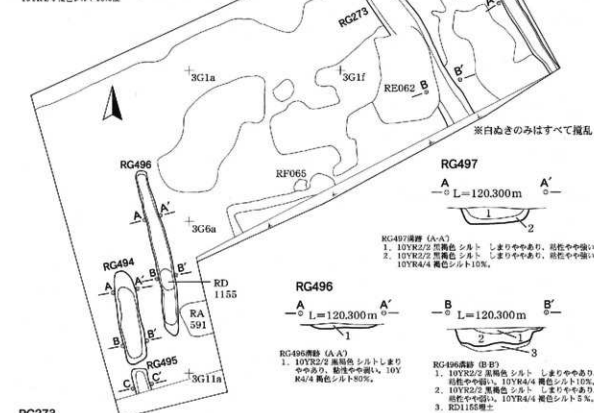 RG273
A
3G1a
3G1f
RE062
B
B′
※白ぬきのみはすべて攪乱
RG496
RG497
A L=120.300m A′
1
2
RF065
RG497溝跡 (A-A′)
1. 10YR2/2 黒褐色 シルト しまりややあり、粘性やや強い
2. 10YR2/2 黒褐色 シルト しまりややあり、粘性やや強い
10YR4/4 褐色シルト10%。
A A′
3G6a
RG494
A A′
B B′
RD
1155
RG496
A L=120.300m A′
1
B L=120.300m B′
1
2
3
RA
591
B B′
RG496溝跡 (A-A′)
1. 10YR2/2 黒褐色 シルトしまり
ややあり、粘性やや弱い。10Y
R4/4 褐色シルト80%。
RG495
C C′
3G11a
RG496溝跡 (B-B′)
1. 10YR2/2 黒褐色 シルト しまりややあり
粘性やや弱い。10YR4/4 褐色シルト10%。
2. 10YR2/2 黒褐色 シルト しまりややあり
粘性やや弱い。10YR4/4 褐色シルト5%。
3. RD1155埋土
RG273